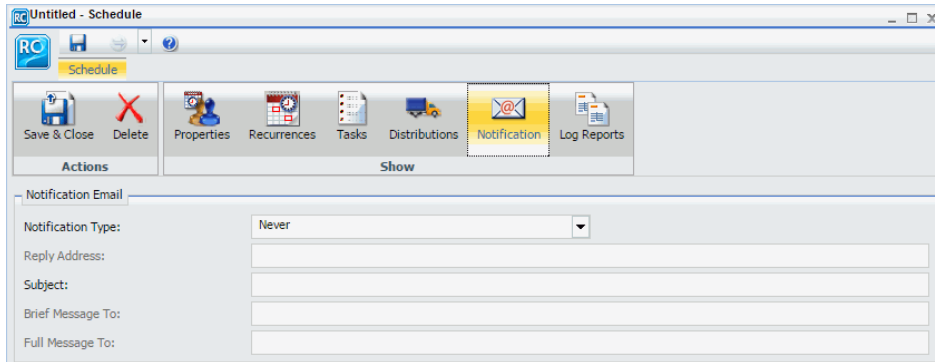 RC Untitled - Schedule
RC
Schedule
Save & Close Delete Properties Recurrences Tasks Distributions Notification Log Reports
Actions Show
Notification Email
Notification Type: Never
Reply Address:
Subject:
Brief Message To:
Full Message To: